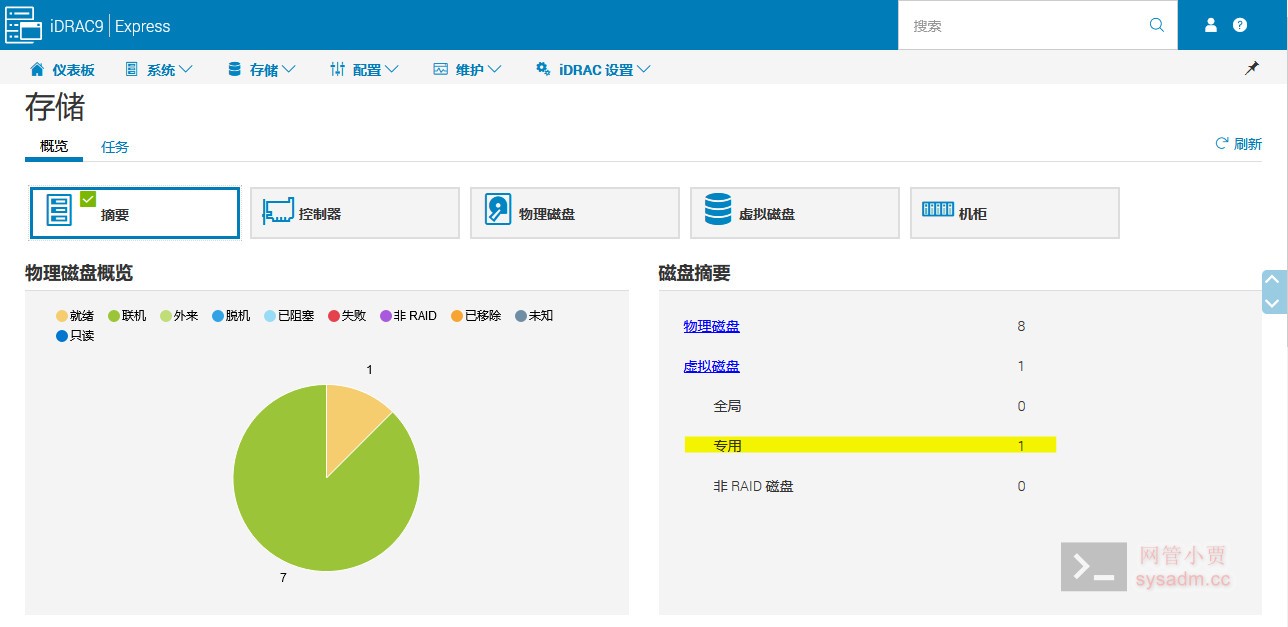 iDRAC9 | Express
搜索
仪表板 系统 存储 配置 维护 iDRAC 设置
存储
概览 任务
刷新
摘要 控制器 物理磁盘 虚拟磁盘 机柜
物理磁盘概览
就绪 联机 外来 脱机 已阻塞 失败 非 RAID 已移除 未知
只读
1
7
磁盘摘要
物理磁盘 8
虚拟磁盘 1
全局 0
专用 1
非 RAID 磁盘 0
网管小贾
sysadm.cc